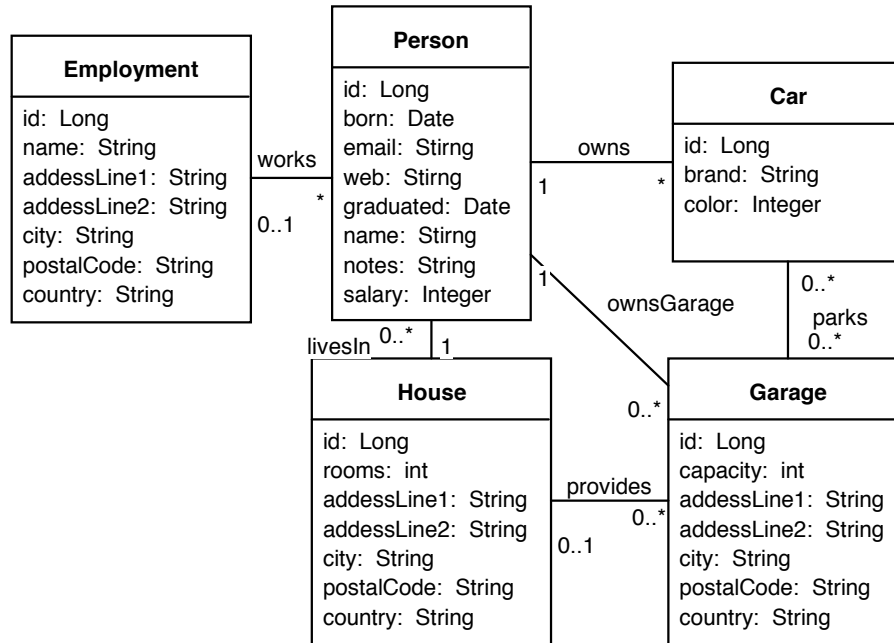 Employment
id: Long
name: String
addessLine1: String
addessLine2: String
city: String
postalCode: String
country: String
works
0..1
*
Person
id: Long
born: Date
email: Stirng
web: Stirng
graduated: Date
name: Stirng
notes: String
salary: Integer
owns
1
*
Car
id: Long
brand: String
color: Integer
1
ownsGarage
0..*
0..*
parks
0..*
livesIn
0..*
1
House
id: Long
rooms: int
addessLine1: String
addessLine2: String
city: String
postalCode: String
country: String
provides
0..1
0..*
Garage
id: Long
capacity: int
addessLine1: String
addessLine2: String
city: String
postalCode: String
country: String